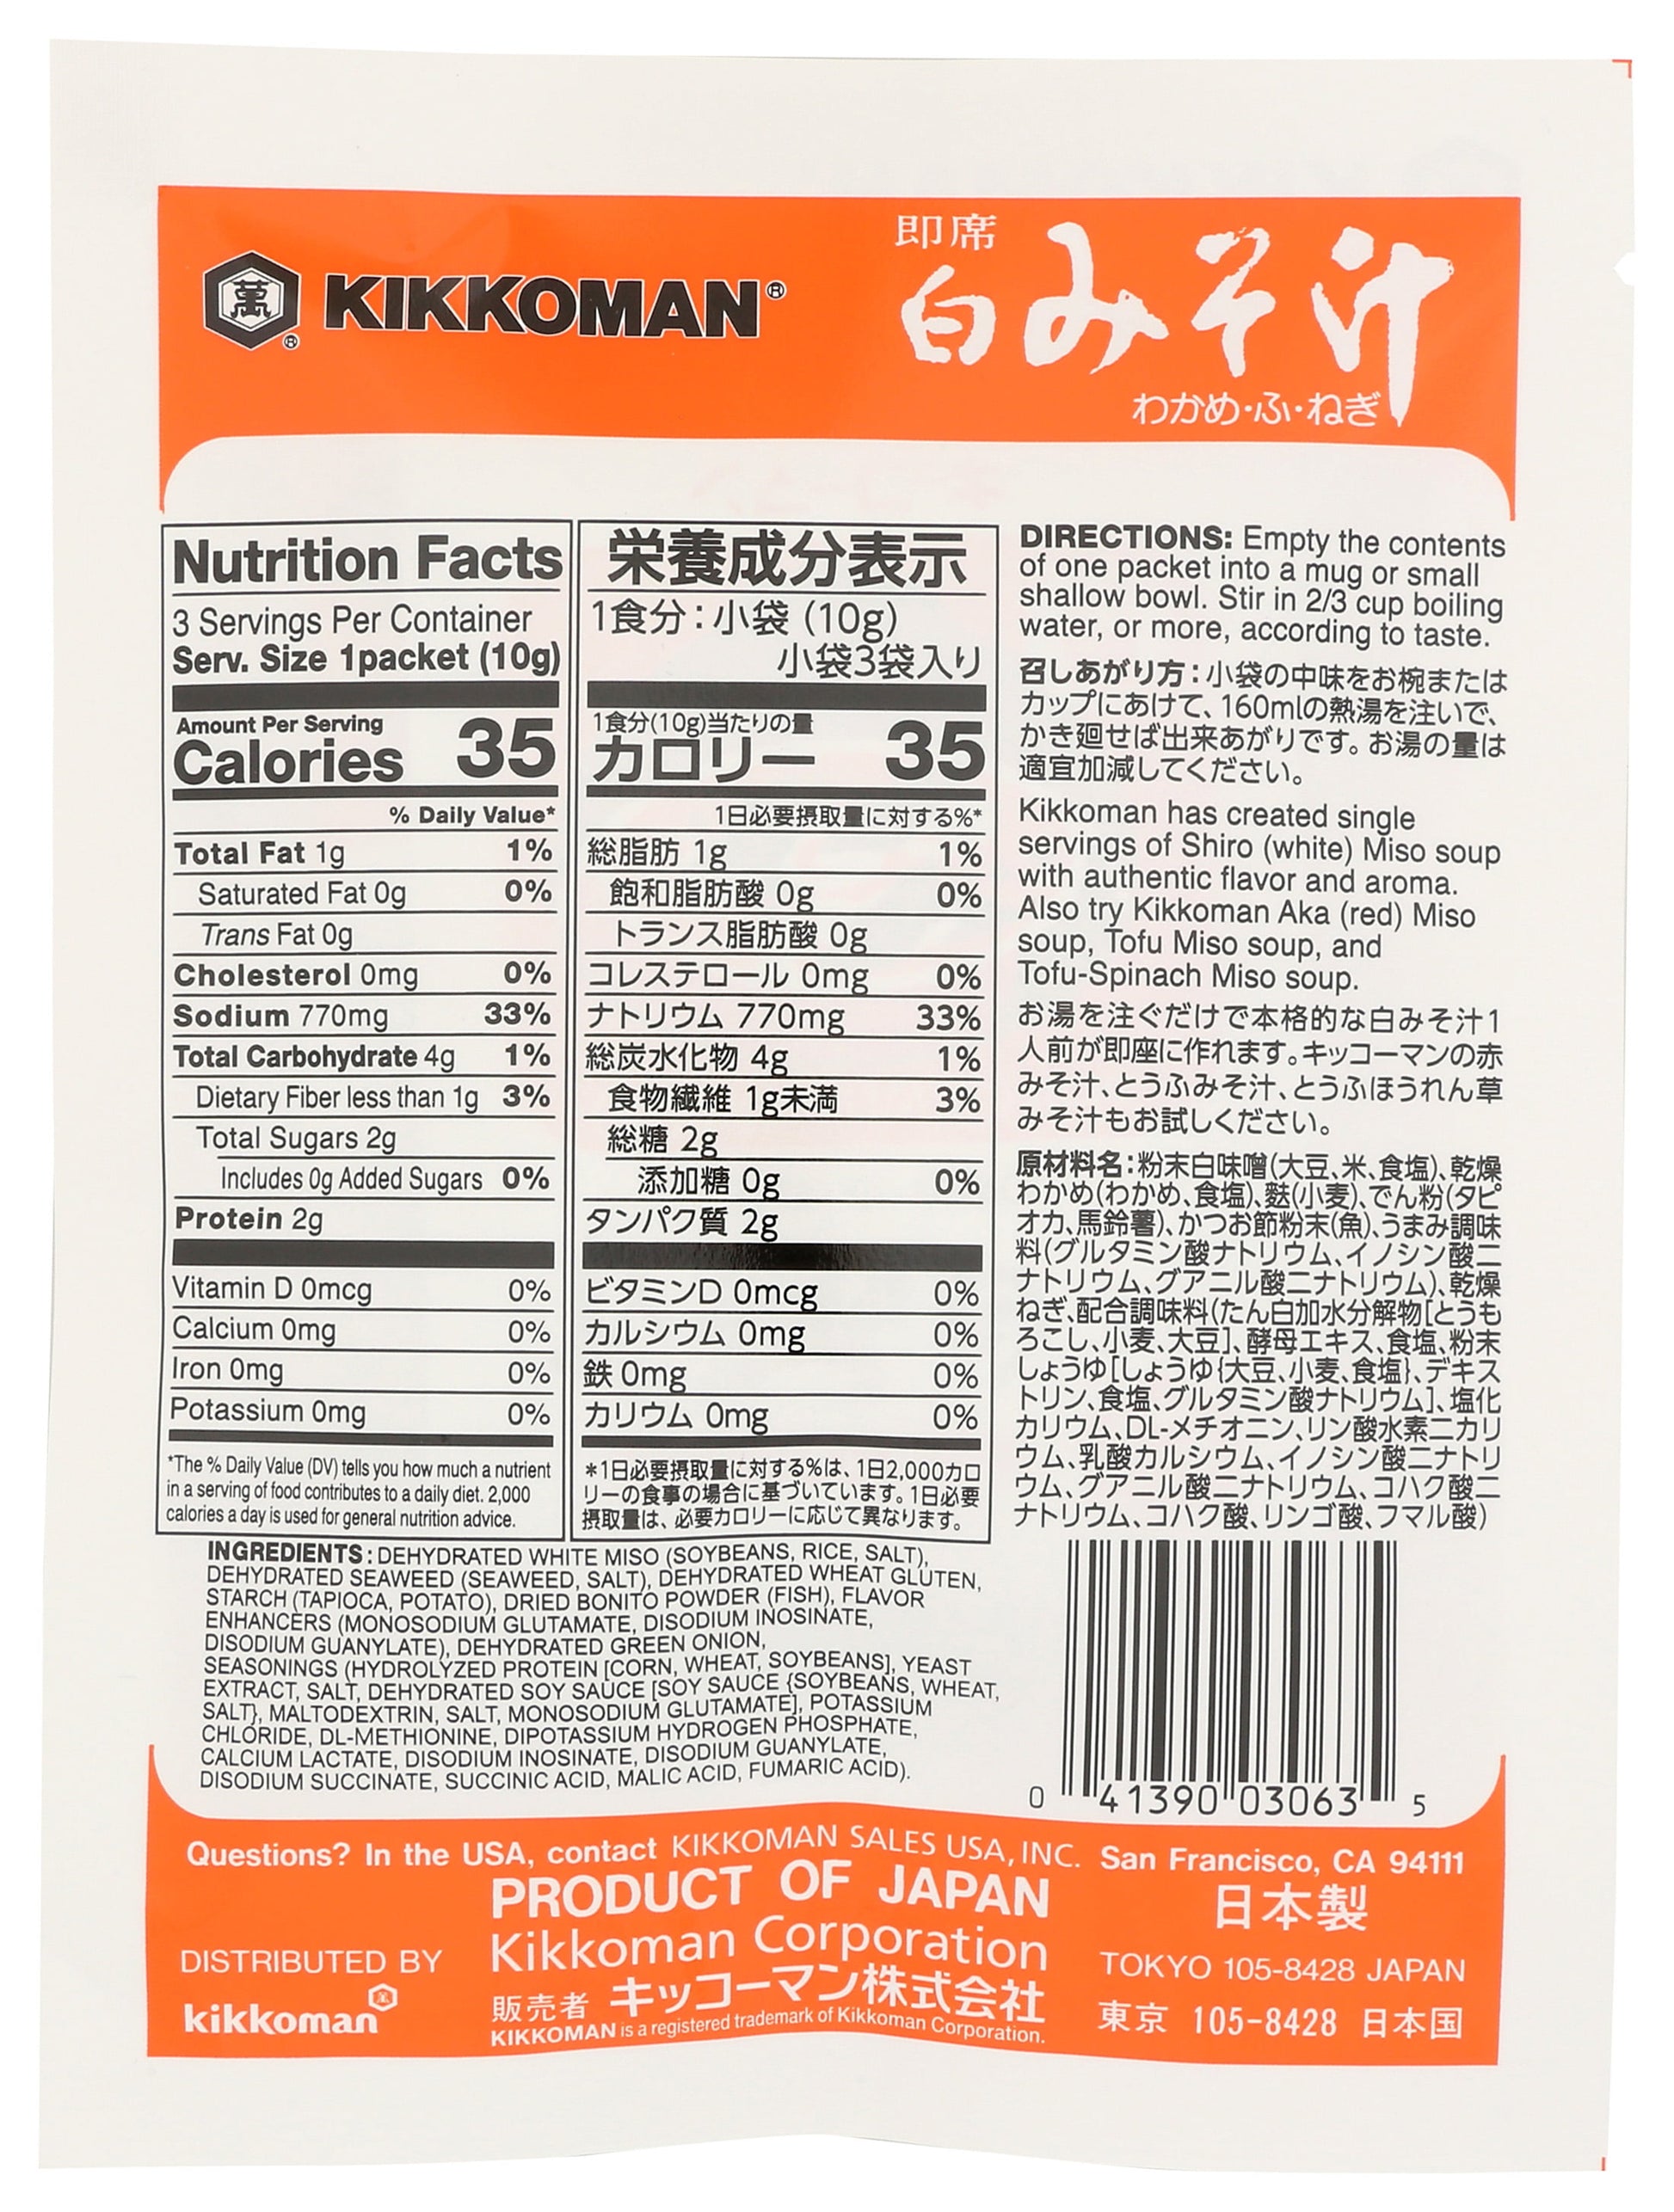 即席
白みそ汁
わかめ・ふ・ねぎ
萬
KIKKOMAN®
®
Nutrition Facts
3 Servings Per Container
Serv. Size 1packet (10g)
Amount Per Serving
Calories 35
% Daily Value*
Total Fat 1g 1%
Saturated Fat 0g 0%
Trans Fat 0g
Cholesterol 0mg 0%
Sodium 770mg 33%
Total Carbohydrate 4g 1%
Dietary Fiber less than 1g 3%
Total Sugars 2g
Includes 0g Added Sugars 0%
Protein 2g
Vitamin D 0mcg 0%
Calcium 0mg 0%
Iron 0mg 0%
Potassium 0mg 0%
*The % Daily Value (DV) tells you how much a nutrient
in a serving of food contributes to a daily diet. 2,000
calories a day is used for general nutrition advice.
栄養成分表示
1食分:小袋 (10g)
小袋3袋入り
1食分(10g)当たりの量
カロリー 35
1日必要摂取量に対する%*
総脂肪 1g 1%
飽和脂肪酸 0g 0%
トランス脂肪酸 0g
コレステロール 0mg 0%
ナトリウム 770mg 33%
総炭水化物 4g 1%
食物繊維 1g未満 3%
総糖 2g
添加糖 0g 0%
タンパク質 2g
ビタミンD 0mcg 0%
カルシウム 0mg 0%
鉄 0mg 0%
カリウム 0mg 0%
*1日必要摂取量に対する%は、1日2,000カロ
リーの食事の場合に基づいています。1日必要
摂取量は、必要カロリーに応じて異なります。
DIRECTIONS: Empty the contents
of one packet into a mug or small
shallow bowl. Stir in 2/3 cup boiling
water, or more, according to taste.
召しあがり方:小袋の中味をお椀または
カップにあけて、160mlの熱湯を注いで、
かき廻せば出来あがりです。お湯の量は
適宜加減してください。
Kikkoman has created single
servings of Shiro (white) Miso soup
with authentic flavor and aroma.
Also try Kikkoman Aka (red) Miso
soup, Tofu Miso soup, and
Tofu-Spinach Miso soup.
お湯を注ぐだけで本格的な白みそ汁1
人前が即座に作れます。キッコーマンの赤
みそ汁、とうふみそ汁、とうふほうれん草
みそ汁もお試しください。
原材料名:粉末白味噌(大豆、米、食塩)、乾燥
わかめ(わかめ、食塩)、麩(小麦)、でん粉(タピ
オカ、馬鈴薯)、かつお節粉末(魚)、うまみ調味
料(グルタミン酸ナトリウム、イノシン酸二
ナトリウム、グアニル酸二ナトリウム)、乾燥
ねぎ、配合調味料(たん白加水分解物[とうも
ろこし、小麦、大豆]、酵母エキス、食塩、粉末
しょうゆ[しょうゆ{大豆、小麦、食塩}、デキス
トリン、食塩、グルタミン酸ナトリウム]、塩化
カリウム、DL-メチオニン、リン酸水素二カリ
ウム、乳酸カルシウム、イノシン酸二ナトリ
ウム、グアニル酸二ナトリウム、コハク酸二
ナトリウム、コハク酸、リンゴ酸、フマル酸)
INGREDIENTS: DEHYDRATED WHITE MISO (SOYBEANS, RICE, SALT),
DEHYDRATED SEAWEED (SEAWEED, SALT), DEHYDRATED WHEAT GLUTEN,
STARCH (TAPIOCA, POTATO), DRIED BONITO POWDER (FISH), FLAVOR
ENHANCERS (MONOSODIUM GLUTAMATE, DISODIUM INOSINATE,
DISODIUM GUANYLATE), DEHYDRATED GREEN ONION,
SEASONINGS (HYDROLYZED PROTEIN [CORN, WHEAT, SOYBEANS], YEAST
EXTRACT, SALT, DEHYDRATED SOY SAUCE [SOY SAUCE {SOYBEANS, WHEAT,
SALT}, MALTODEXTRIN, SALT, MONOSODIUM GLUTAMATE], POTASSIUM
CHLORIDE, DL-METHIONINE, DIPOTASSIUM HYDROGEN PHOSPHATE,
CALCIUM LACTATE, DISODIUM INOSINATE, DISODIUM GUANYLATE,
DISODIUM SUCCINATE, SUCCINIC ACID, MALIC ACID, FUMARIC ACID).
0 41390 03063 5
Questions? In the USA, contact KIKKOMAN SALES USA, INC. San Francisco, CA 94111
PRODUCT OF JAPAN 日本製
DISTRIBUTED BY Kikkoman Corporation TOKYO 105-8428 JAPAN
kikkoman 販売者 キッコーマン株式会社 東京 105-8428 日本国
KIKKOMAN is a registered trademark of Kikkoman Corporation.